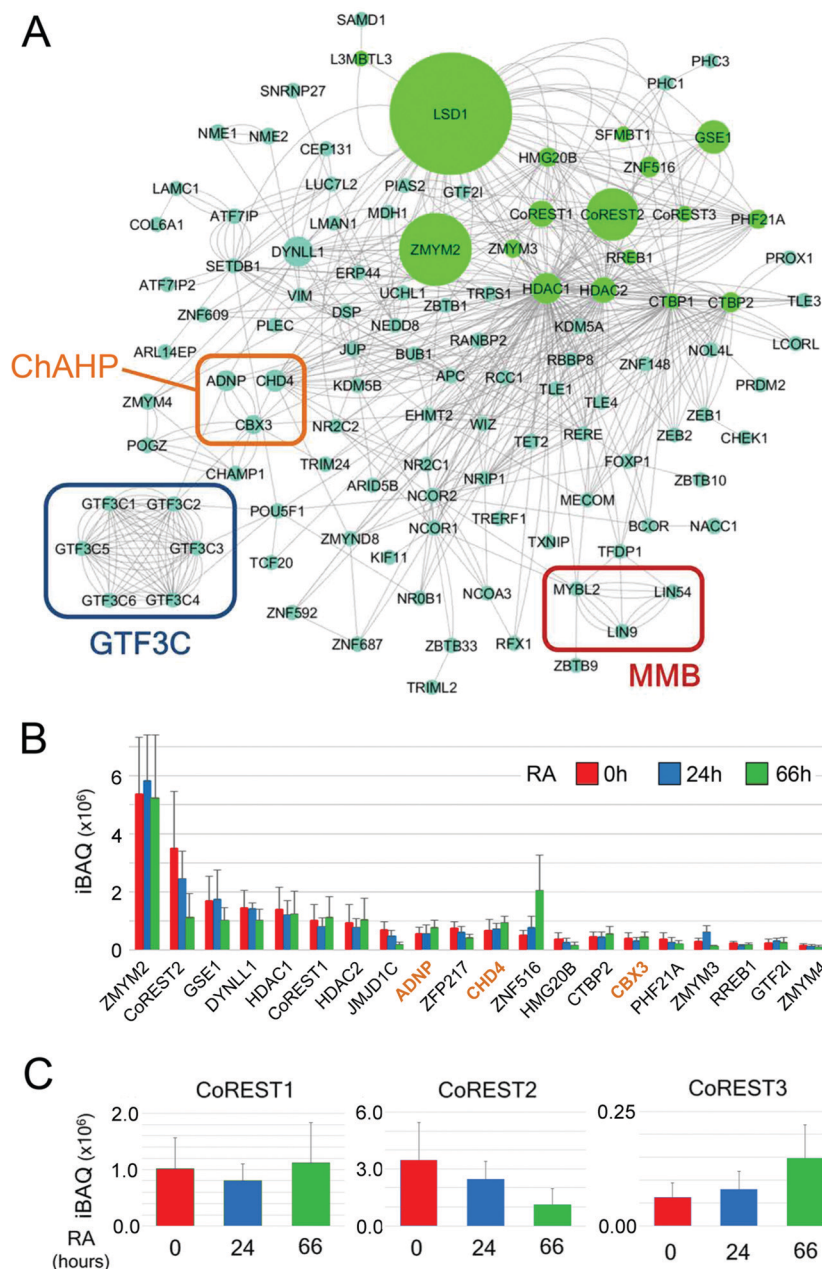 A
SAMD1
L3MBTL3
SNRNP27
LSD1
PHC3
PHC1
NME1
NME2
CEP131
SFMBT1
GSE1
HMG20B
ZNF516
LAMC1
LUC7L2
PIAS2
GTF2I
COL6A1
ATF7IP
LMAN1
MDH1
CoREST1
CoREST2
CoREST3
PHF21A
DYNLL1
ZMYM2
ZMYM3
RREB1
SETDB1
ERP44
PROX1
ATF7IP2
VIM
UCHL1
ZBTB1
TRPS1
HDAC1
HDAC2
CTBP1
CTBP2
TLE3
ZNF609
DSP
NEDD8
KDM5A
PLEC
RANBP2
LCORL
ARL14EP
JUP
BUB1
RBBP8
ZNF148
NOL4L
ChAHP
ADNP
CHD4
KDM5B
APC
RCC1
TLE1
PRDM2
ZMYM4
CBX3
NR2C2
EHMT2
WIZ
TLE4
ZEB1
POGZ
TET2
RERE
ZEB2
CHEK1
CHAMP1
TRIM24
NR2C1
NRIP1
FOXP1
ARID5B
ZBTB10
GTF3C1
GTF3C2
POU5F1
NCOR2
MECOM
NCOR1
TRERF1
BCOR
NACC1
GTF3C5
GTF3C3
ZMYND8
TXNIP
TFDP1
TCF20
KIF11
GTF3C6
GTF3C4
NR0B1
NCOA3
MYBL2
LIN54
ZNF592
LIN9
GTF3C
ZNF687
ZBTB33
RFX1
ZBTB9
MMB
TRIML2
B
RA 0h 24h 66h
iBAQ (x10⁶)
6
4
2
0
ZMYM2
CoREST2
GSE1
DYNLL1
HDAC1
CoREST1
HDAC2
JMJD1C
ADNP
ZFP217
CHD4
ZNF516
HMG20B
CTBP2
CBX3
PHF21A
ZMYM3
RREB1
GTF2I
ZMYM4
C
CoREST1 CoREST2 CoREST3
iBAQ (x10⁶)
2.0
1.0
0.0
6.0
3.0
0.0
0.25
0.00
RA
(hours)
0 24 66 0 24 66 0 24 66